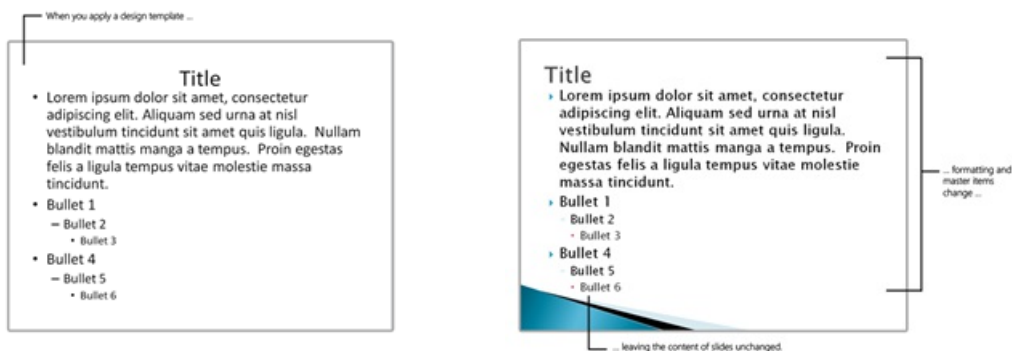 When you apply a design template ...
Title
• Lorem ipsum dolor sit amet, consectetur
adipiscing elit. Aliquam sed urna at nisl
vestibulum tincidunt sit amet quis ligula.  Nullam
blandit mattis manga a tempus.  Proin egestas
felis a ligula tempus vitae molestie massa
tincidunt.
• Bullet 1
– Bullet 2
• Bullet 3
• Bullet 4
– Bullet 5
• Bullet 6
Title
Lorem ipsum dolor sit amet, consectetur
adipiscing elit. Aliquam sed urna at nisl
vestibulum tincidunt sit amet quis ligula.
Nullam blandit mattis manga a tempus.  Proin
egestas felis a ligula tempus vitae molestie
massa tincidunt.
Bullet 1
Bullet 2
Bullet 3
Bullet 4
Bullet 5
Bullet 6
... formatting and
master items
change ...
... leaving the content of slides unchanged.